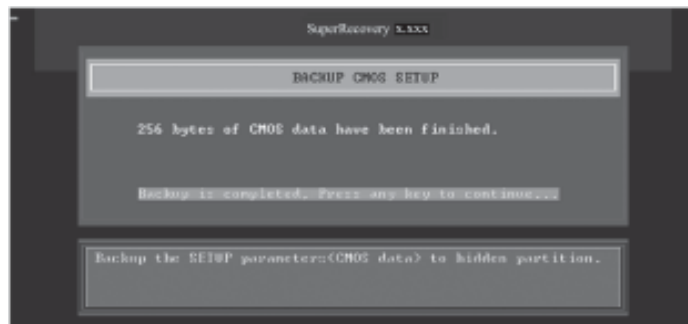 SuperRecovery x.xxx
BACKUP CMOS SETUP
256 bytes of CMOS data have been finished.
Backup is completed. Press any key to continue...
Backup the SETUP parameters(CMOS data) to hidden partition.